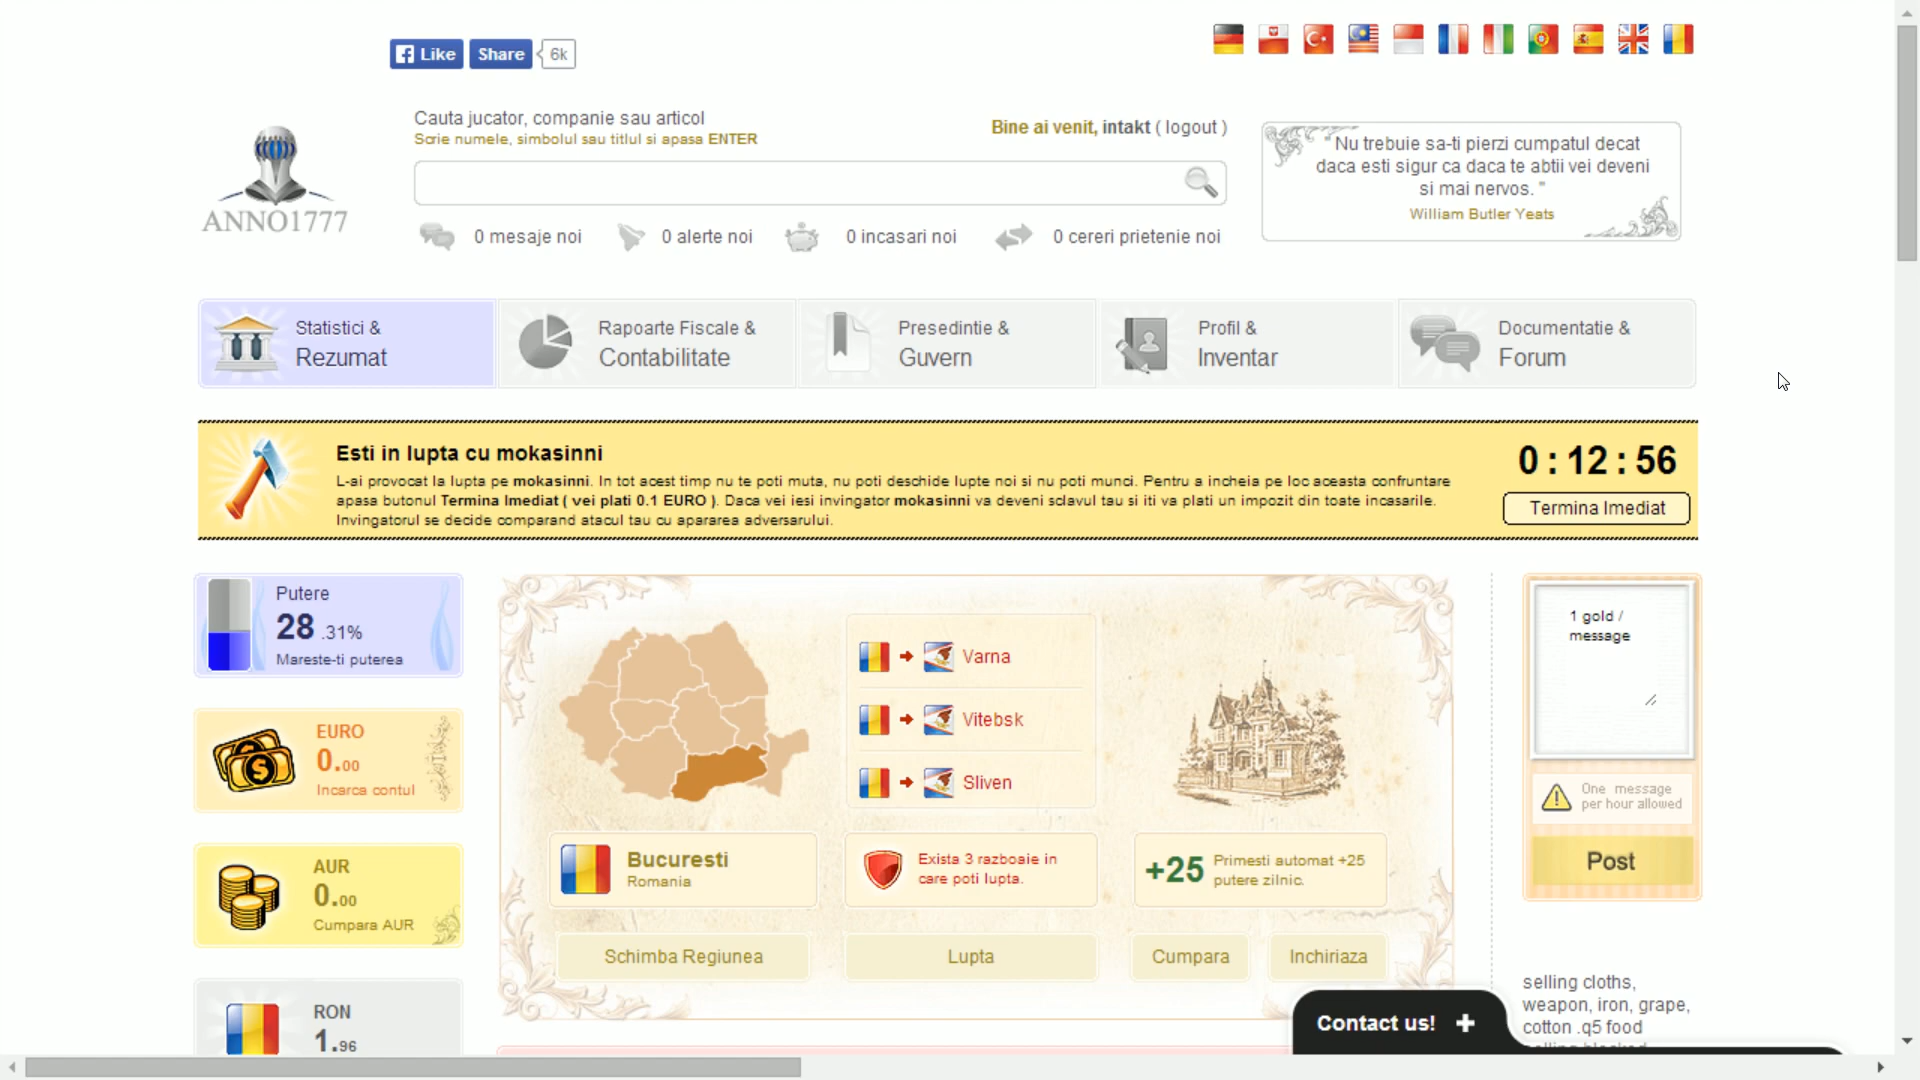 Like Share 6k
Cauta jucator, companie sau articol
Scrie numele, simbolul sau titlul si apasa ENTER
Bine ai venit, intakt ( logout )
ANNO1777
0 mesaje noi
0 alerte noi
0 incasari noi
0 cereri prietenie noi
" Nu trebuie sa-ti pierzi cumpatul decat
daca esti sigur ca daca te abtii vei deveni
si mai nervos. "
William Butler Yeats
Statistici &
Rezumat
Rapoarte Fiscale &
Contabilitate
Presedintie &
Guvern
Profil &
Inventar
Documentatie &
Forum
Esti in lupta cu mokasinni
L-ai provocat la lupta pe mokasinni. In tot acest timp nu te poti muta, nu poti deschide lupte noi si nu poti munci. Pentru a incheia pe loc aceasta confruntare
apasa butonul Termina Imediat ( vei plati 0.1 EURO ). Daca vei iesi invingator mokasinni va deveni sclavul tau si iti va plati un impozit din toate incasarile.
Invingatorul se decide comparand atacul tau cu apararea adversarului.
0 : 12 : 56
Termina Imediat
Putere
28 .31%
Mareste-ti puterea
EURO
0.00
Incarca contul
AUR
0.00
Cumpara AUR
RON
1.96
Varna
Vitebsk
Sliven
Bucuresti
Romania
Exista 3 razboaie in
care poti lupta.
+25
Primesti automat +25
putere zilnic.
Schimba Regiunea
Lupta
Cumpara
Inchiriaza
1 gold /
message
One message
per hour allowed
Post
selling cloths,
weapon, iron, grape,
cotton .q5 food
Contact us! +